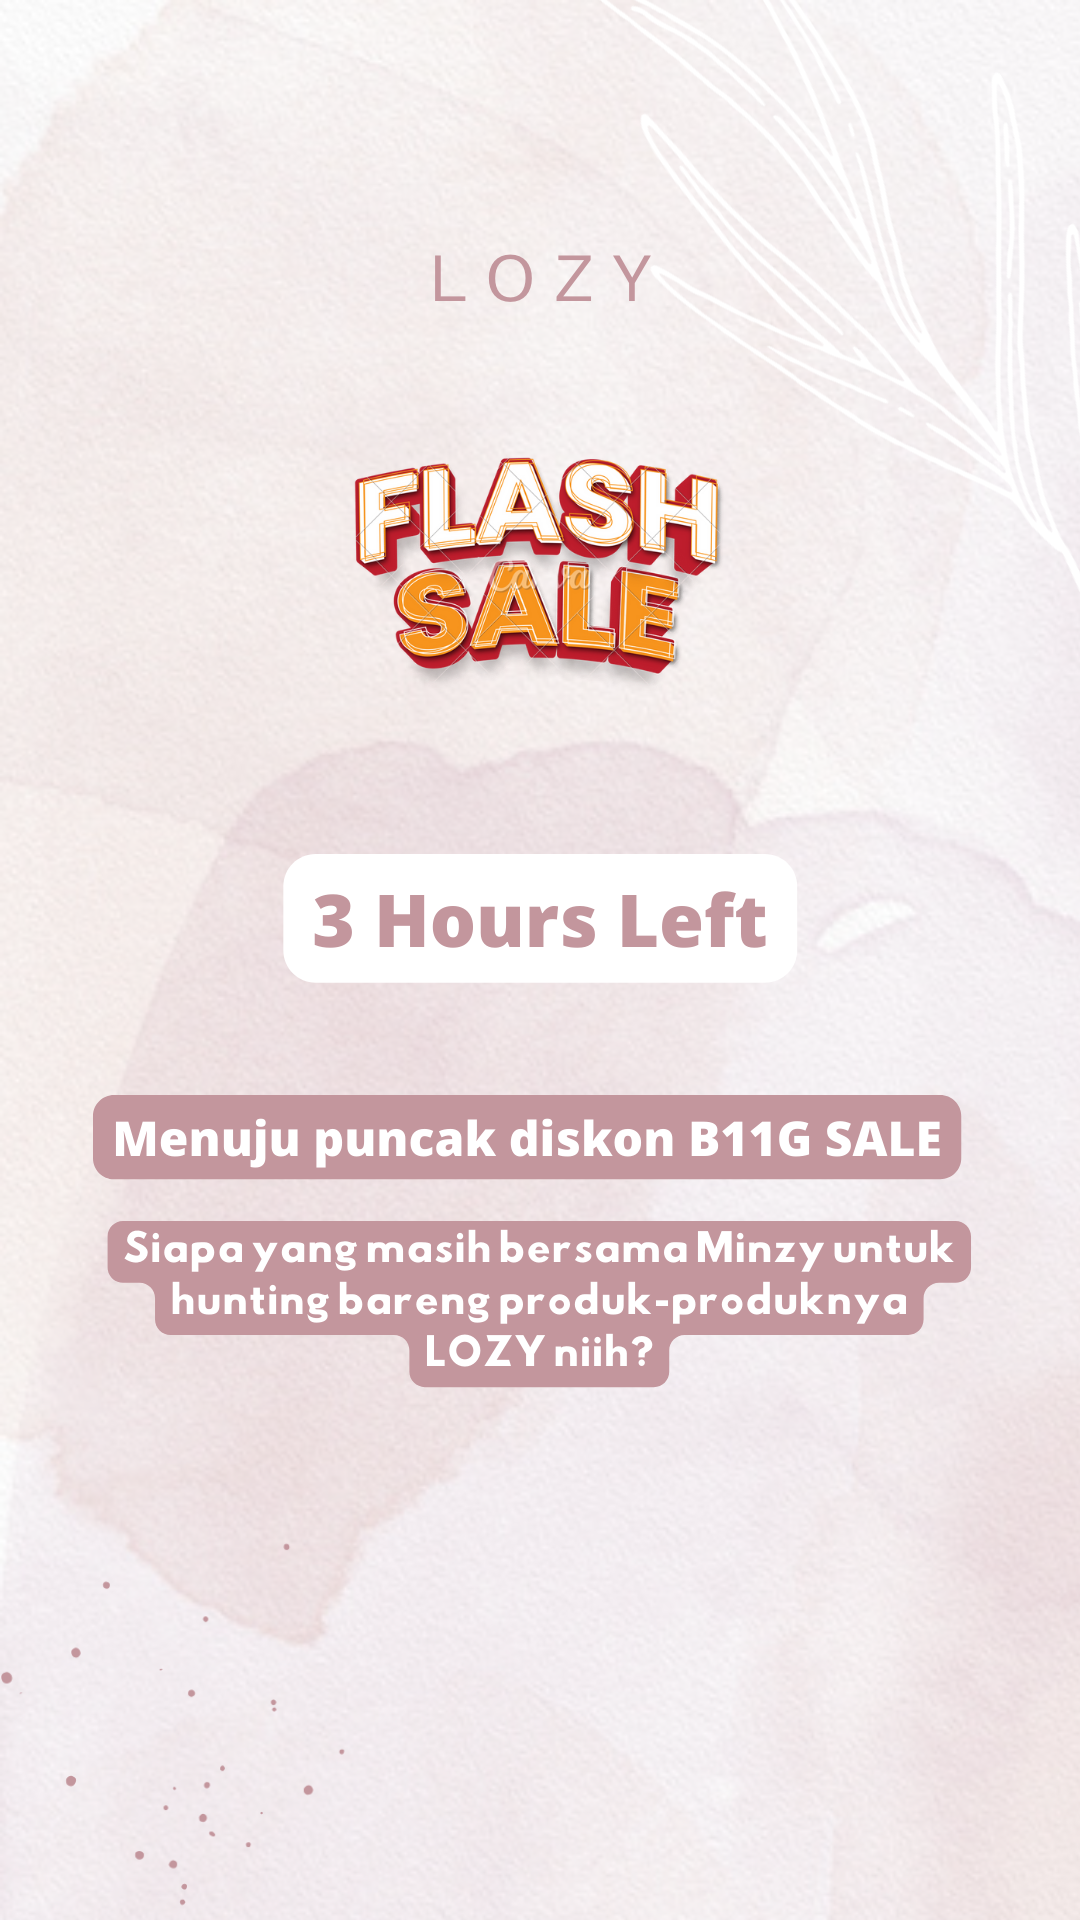 LOZY
FLASH
SALE
Canva
3 Hours Left
Menuju puncak diskon B11G SALE
Siapa yang masih bersama Minzy untuk
hunting bareng produk-produknya
LOZY niih?